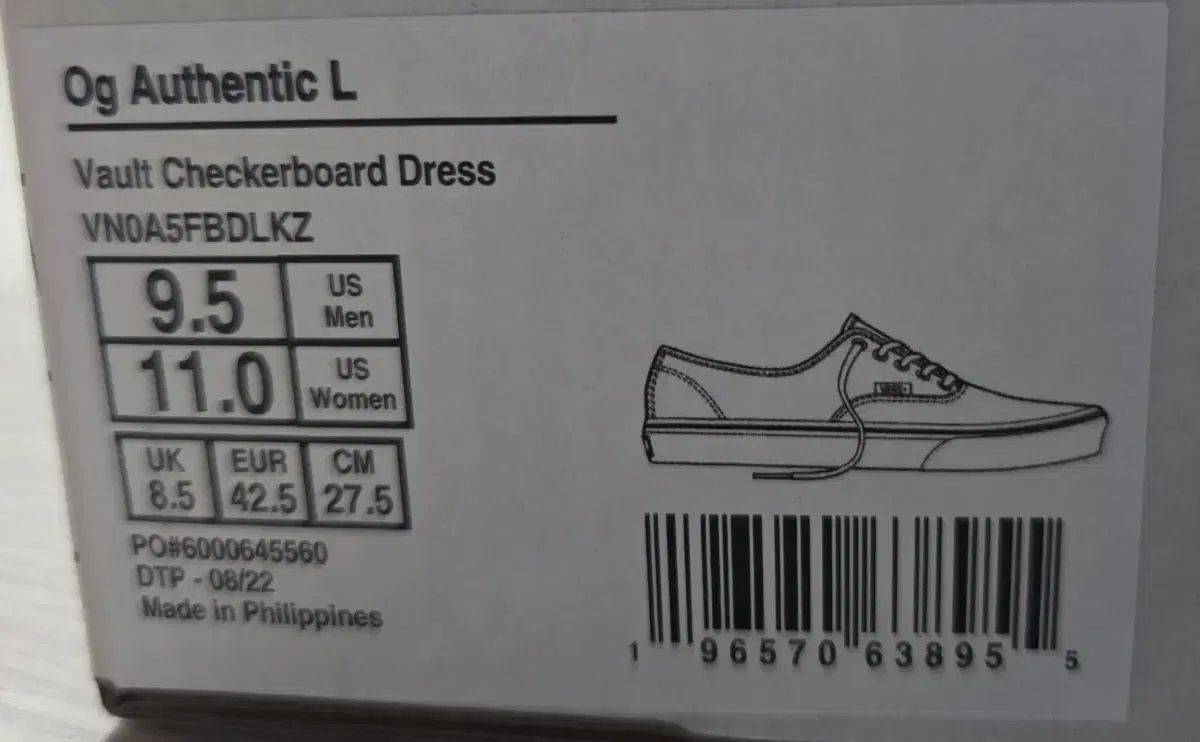 Og Authentic L
Vault Checkerboard Dress
VN0A5FBDLKZ
9.5 US Men
11.0 US Women
UK EUR CM
8.5 42.5 27.5
PO#6000645560
DTP - 08/22
Made in Philippines
VANS
1 96570 63895 5